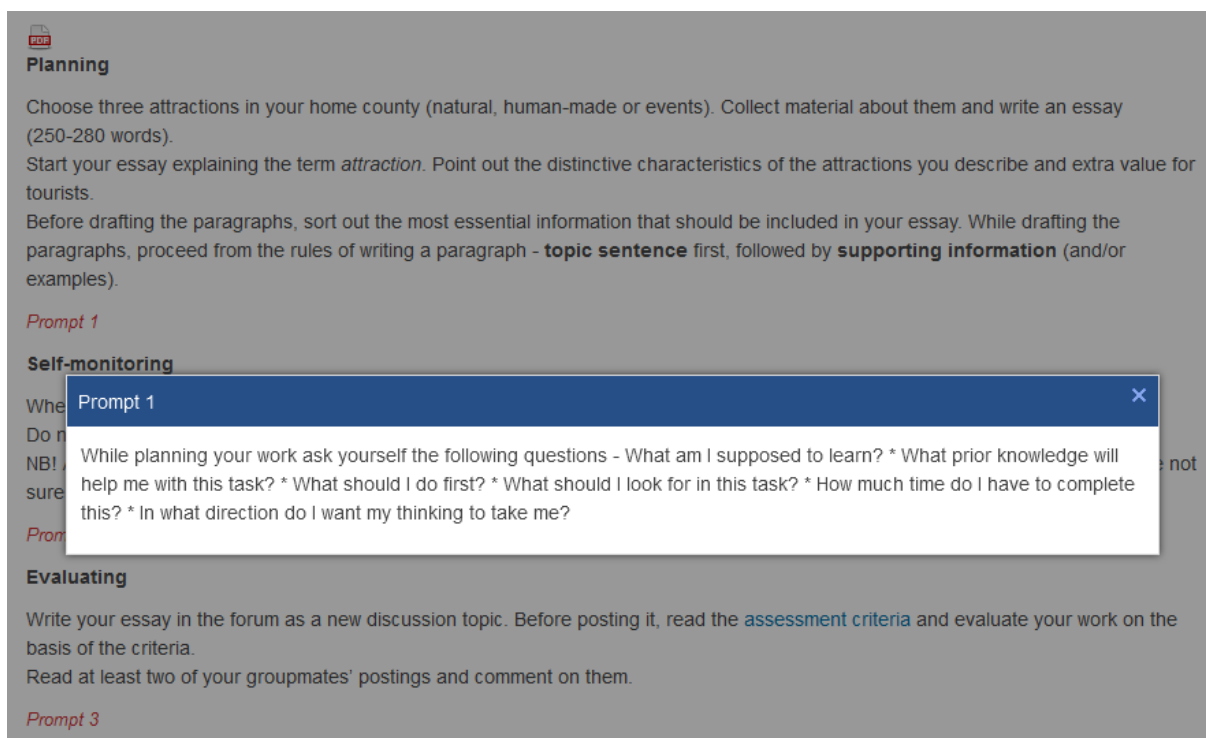 PDF
Planning
Choose three attractions in your home county (natural, human-made or events). Collect material about them and write an essay
(250-280 words).
Start your essay explaining the term attraction. Point out the distinctive characteristics of the attractions you describe and extra value for
tourists.
Before drafting the paragraphs, sort out the most essential information that should be included in your essay. While drafting the
paragraphs, proceed from the rules of writing a paragraph - topic sentence first, followed by supporting information (and/or
examples).
Prompt 1
Self-monitoring
Prompt 1
While planning your work ask yourself the following questions - What am I supposed to learn? * What prior knowledge will
help me with this task? * What should I do first? * What should I look for in this task? * How much time do I have to complete
this? * In what direction do I want my thinking to take me?
Do
NB!
not
sure
Evaluating
Write your essay in the forum as a new discussion topic. Before posting it, read the assessment criteria and evaluate your work on the
basis of the criteria.
Read at least two of your groupmates' postings and comment on them.
Prompt 3